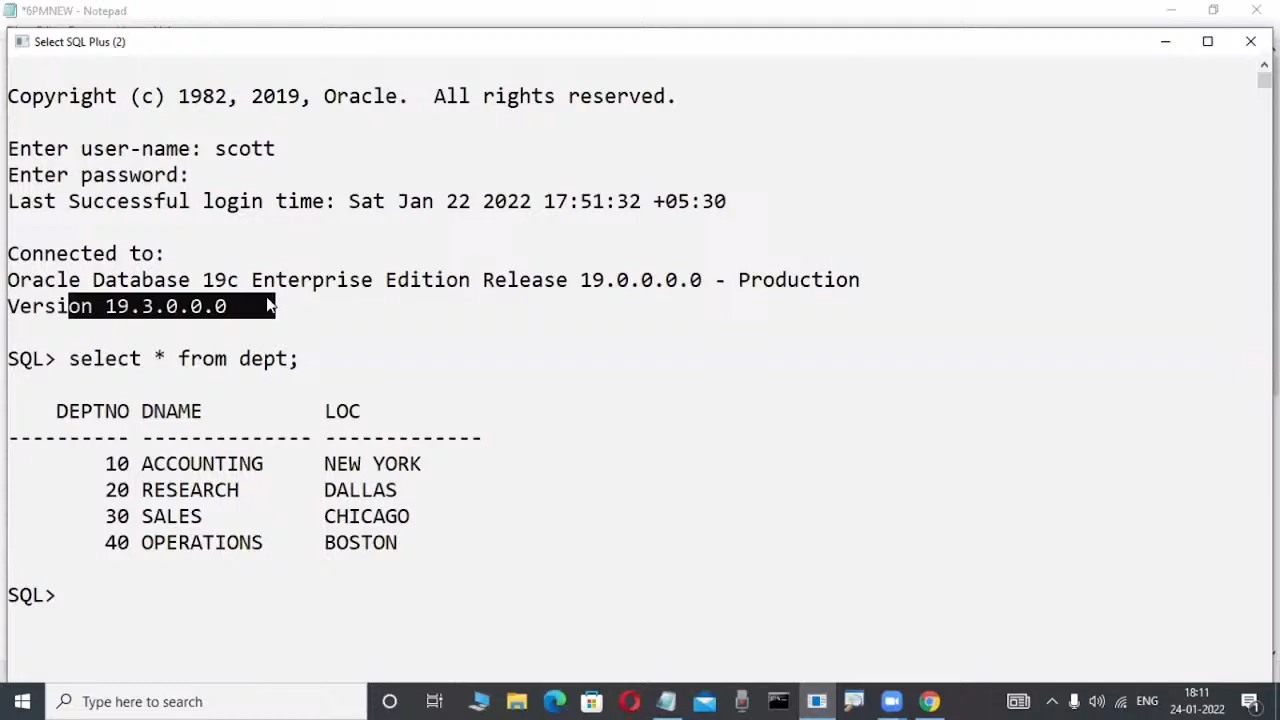 *6PMNEW - Notepad
Select SQL Plus (2)
Copyright (c) 1982, 2019, Oracle.  All rights reserved.
Enter user-name: scott
Enter password:
Last Successful login time: Sat Jan 22 2022 17:51:32 +05:30
Connected to:
Oracle Database 19c Enterprise Edition Release 19.0.0.0.0 - Production
Version 19.3.0.0.0
SQL> select * from dept;
    DEPTNO DNAME          LOC
---------- -------------- -------------
        10 ACCOUNTING     NEW YORK
        20 RESEARCH       DALLAS
        30 SALES          CHICAGO
        40 OPERATIONS     BOSTON
SQL>
Type here to search
ENG
18:11
24-01-2022
1